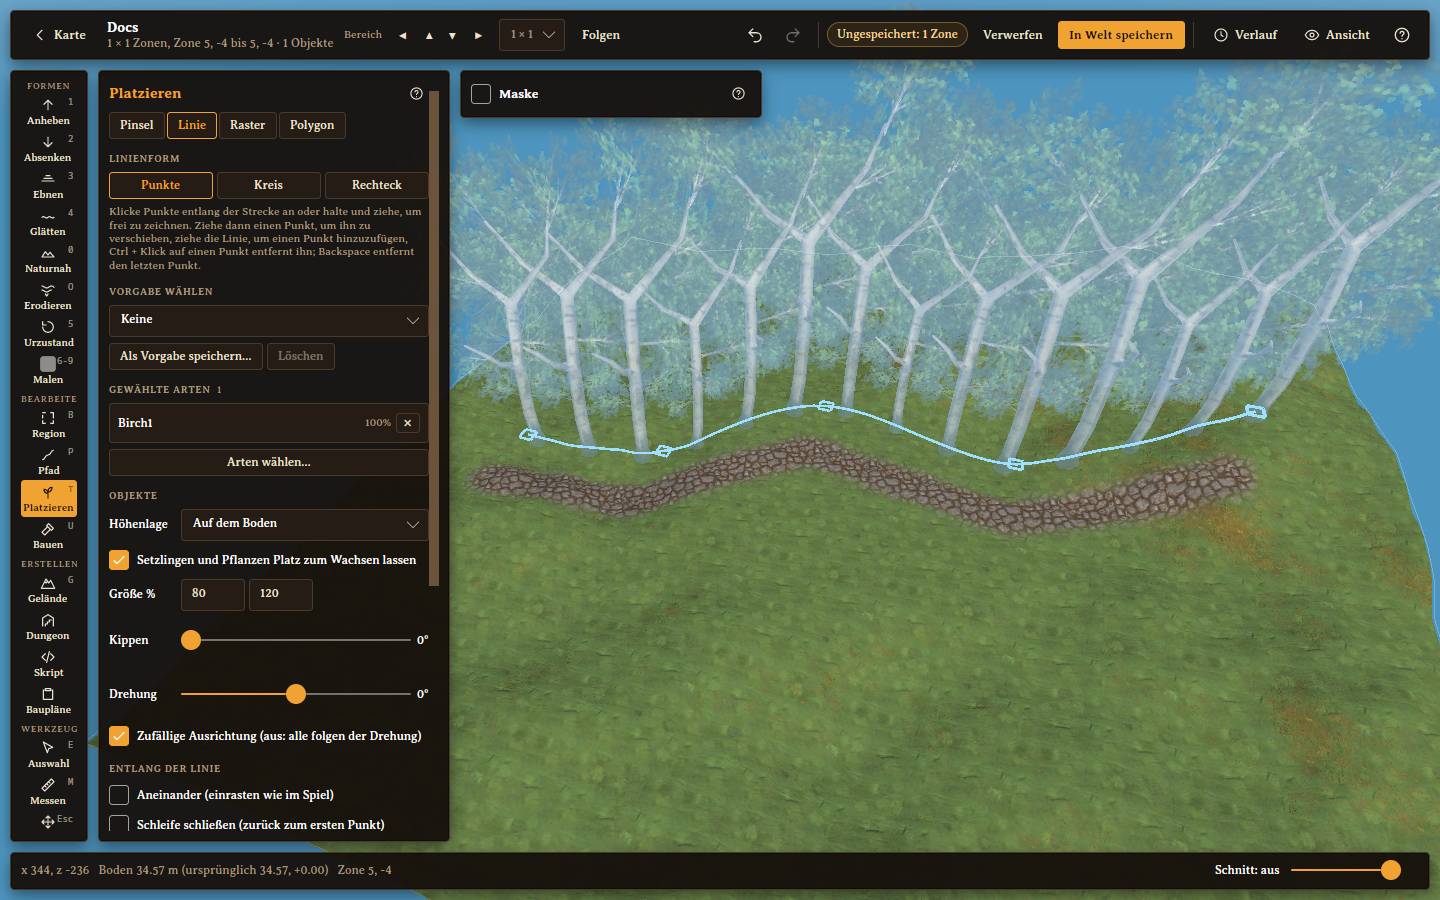 Karte
Docs
1 × 1 Zonen, Zone 5, -4 bis 5, -4 · 1 Objekte
Bereich
1 × 1
Folgen
Ungespeichert: 1 Zone
Verwerfen
In Welt speichern
Verlauf
Ansicht
FORMEN
1
Anheben
2
Absenken
3
Ebnen
4
Glätten
0
Naturnah
O
Erodieren
5
Urzustand
6-9
Malen
BEARBEITE
B
Region
P
Pfad
T
Platzieren
U
Bauen
ERSTELLEN
G
Gelände
Dungeon
Skript
Baupläne
WERKZEUG
E
Auswahl
M
Messen
Esc
Platzieren
Pinsel
Linie
Raster
Polygon
LINIENFORM
Punkte
Kreis
Rechteck
Klicke Punkte entlang der Strecke an oder halte und ziehe, um
frei zu zeichnen. Ziehe dann einen Punkt, um ihn zu
verschieben, ziehe die Linie, um einen Punkt hinzuzufügen,
Ctrl + Klick auf einen Punkt entfernt ihn; Backspace entfernt
den letzten Punkt.
VORGABE WÄHLEN
Keine
Als Vorgabe speichern...
Löschen
GEWÄHLTE ARTEN 1
Birch1
100%
Arten wählen...
OBJEKTE
Höhenlage
Auf dem Boden
Setzlingen und Pflanzen Platz zum Wachsen lassen
Größe %
80
120
Kippen
0°
Drehung
0°
Zufällige Ausrichtung (aus: alle folgen der Drehung)
ENTLANG DER LINIE
Aneinander (einrasten wie im Spiel)
Schleife schließen (zurück zum ersten Punkt)
Maske
x 344, z -236 Boden 34.57 m (ursprünglich 34.57, +0.00) Zone 5, -4
Schnitt: aus